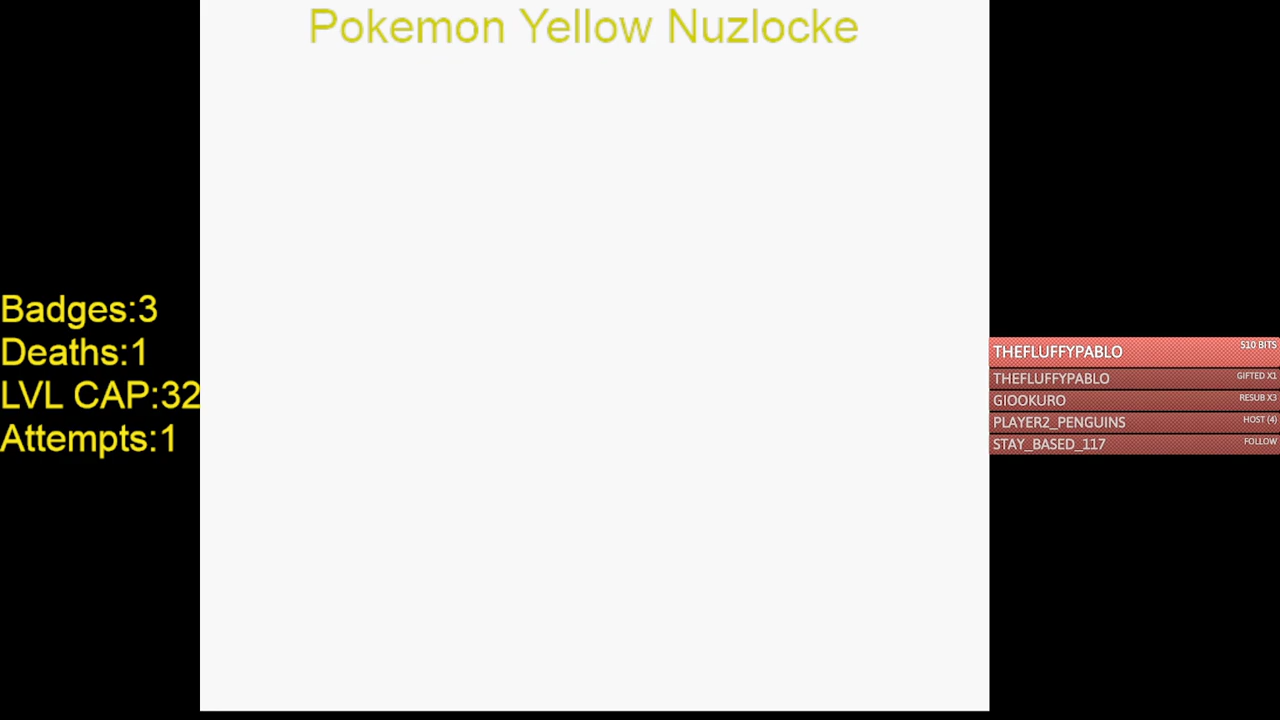 Pokemon Yellow Nuzlocke
Badges:3
Deaths:1
LVL CAP:32
Attempts:1
THEFLUFFYPABLO 510 BITS
THEFLUFFYPABLO GIFTED X1
GIOOKURO RESUB X3
PLAYER2_PENGUINS HOST (4)
STAY_BASED_117 FOLLOW